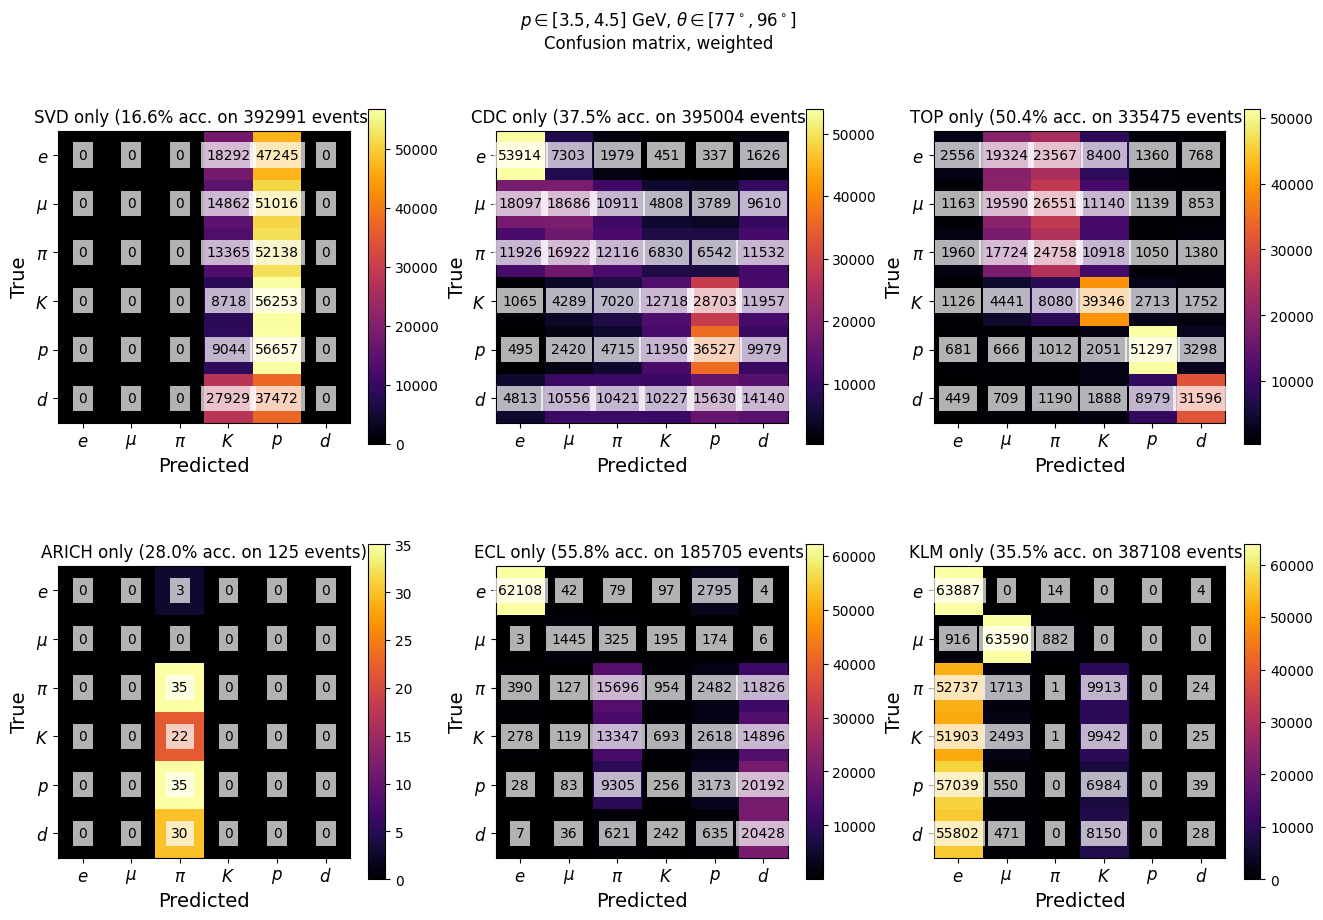 p ∈ [3.5, 4.5] GeV, θ ∈ [77°, 96°]
Confusion matrix, weighted
SVD only (16.6% acc. on 392991 events
True
e 0 0 0 18292 47245 0
μ 0 0 0 14862 51016 0
π 0 0 0 13365 52138 0
K 0 0 0 8718 56253 0
p 0 0 0 9044 56657 0
d 0 0 0 27929 37472 0
e μ π K p d
Predicted
50000
40000
30000
20000
10000
0
CDC only (37.5% acc. on 395004 events
True
e 53914 7303 1979 451 337 1626
μ 18097 18686 10911 4808 3789 9610
π 11926 16922 12116 6830 6542 11532
K 1065 4289 7020 12718 28703 11957
p 495 2420 4715 11950 36527 9979
d 4813 10556 10421 10227 15630 14140
e μ π K p d
Predicted
50000
40000
30000
20000
10000
TOP only (50.4% acc. on 335475 events
True
e 2556 19324 23567 8400 1360 768
μ 1163 19590 26551 11140 1139 853
π 1960 17724 24758 10918 1050 1380
K 1126 4441 8080 39346 2713 1752
p 681 666 1012 2051 51297 3298
d 449 709 1190 1888 8979 31596
e μ π K p d
Predicted
50000
40000
30000
20000
10000
ARICH only (28.0% acc. on 125 events)
True
e 0 0 3 0 0 0
μ 0 0 0 0 0 0
π 0 0 35 0 0 0
K 0 0 22 0 0 0
p 0 0 35 0 0 0
d 0 0 30 0 0 0
e μ π K p d
Predicted
35
30
25
20
15
10
5
0
ECL only (55.8% acc. on 185705 events
True
e 62108 42 79 97 2795 4
μ 3 1445 325 195 174 6
π 390 127 15696 954 2482 11826
K 278 119 13347 693 2618 14896
p 28 83 9305 256 3173 20192
d 7 36 621 242 635 20428
e μ π K p d
Predicted
60000
50000
40000
30000
20000
10000
KLM only (35.5% acc. on 387108 events
True
e 63887 0 14 0 0 4
μ 916 63590 882 0 0 0
π 52737 1713 1 9913 0 24
K 51903 2493 1 9942 0 25
p 57039 550 0 6984 0 39
d 55802 471 0 8150 0 28
e μ π K p d
Predicted
60000
50000
40000
30000
20000
10000
0